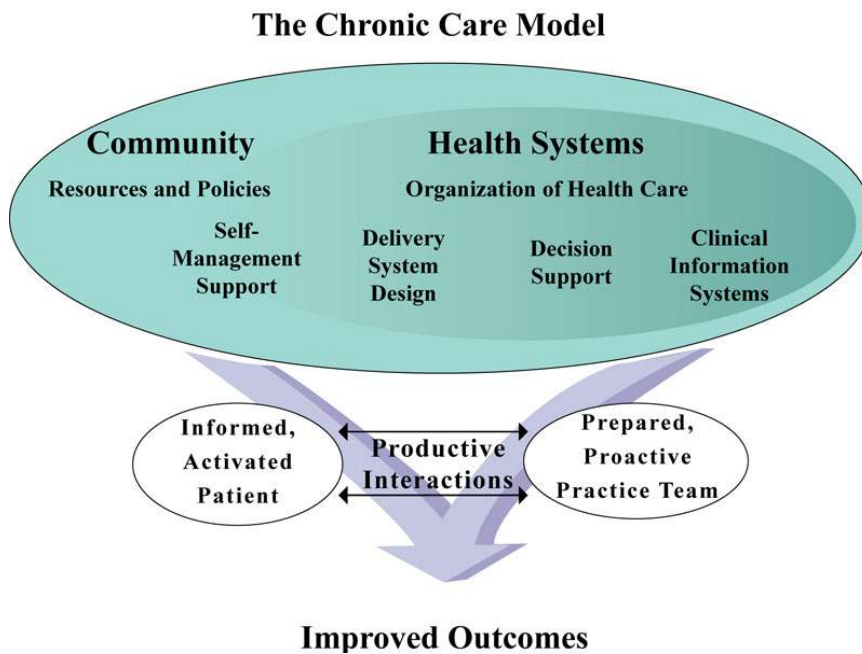 The Chronic Care Model
Community
Health Systems
Resources and Policies
Organization of Health Care
Self-
Management
Support
Delivery
System
Design
Decision
Support
Clinical
Information
Systems
Informed,
Activated
Patient
Productive
Interactions
Prepared,
Proactive
Practice Team
Improved Outcomes